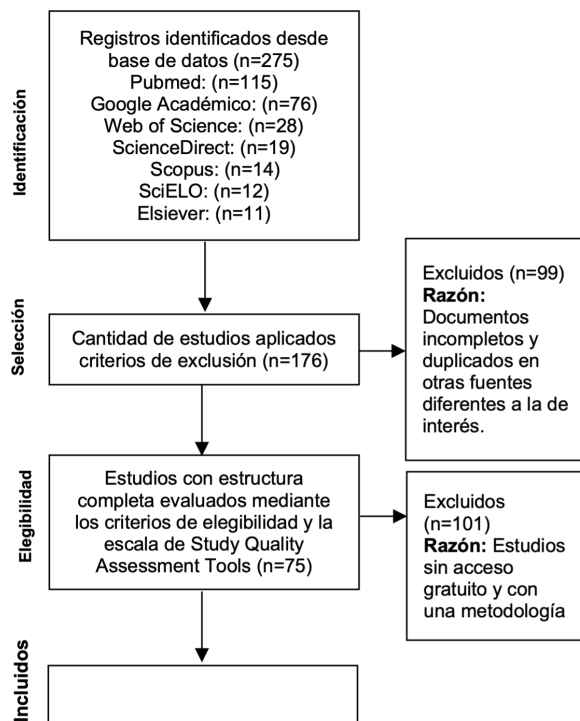 Identificación
Registros identificados desde
base de datos (n=275)
Pubmed: (n=115)
Google Académico: (n=76)
Web of Science: (n=28)
ScienceDirect: (n=19)
Scopus: (n=14)
SciELO: (n=12)
Elsiever: (n=11)
Selección
Cantidad de estudios aplicados
criterios de exclusión (n=176)
Excluidos (n=99)
Razón:
Documentos
incompletos y
duplicados en
otras fuentes
diferentes a la de
interés.
Elegibilidad
Estudios con estructura
completa evaluados mediante
los criterios de elegibilidad y la
escala de Study Quality
Assessment Tools (n=75)
Excluidos
(n=101)
Razón: Estudios
sin acceso
gratuito y con
una metodología
Incluidos